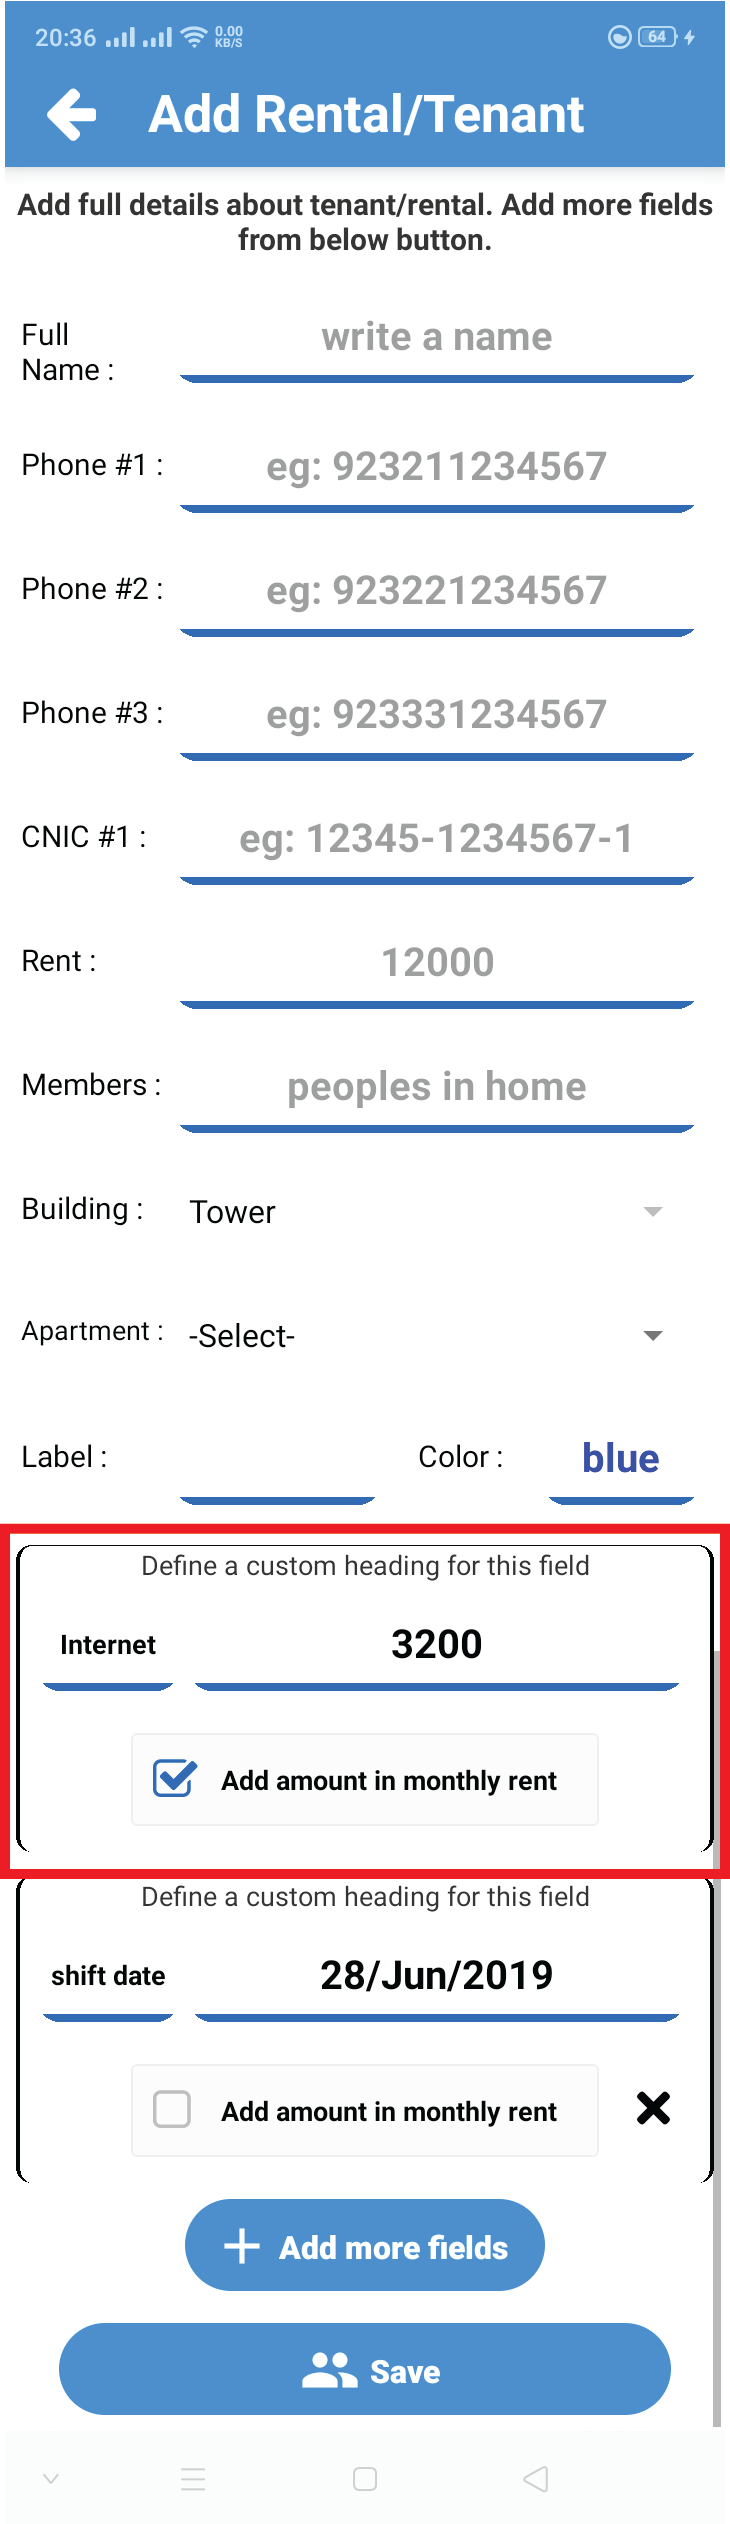 20:36 0.00 KB/S 64
Add Rental/Tenant
Add full details about tenant/rental. Add more fields
from below button.
Full
Name :
write a name
Phone #1 : eg: 923211234567
Phone #2 : eg: 923221234567
Phone #3 : eg: 923331234567
CNIC #1 : eg: 12345-1234567-1
Rent : 12000
Members : peoples in home
Building : Tower
Apartment : -Select-
Label : Color : blue
Define a custom heading for this field
Internet 3200
Add amount in monthly rent
Define a custom heading for this field
shift date 28/Jun/2019
Add amount in monthly rent
Add more fields
Save